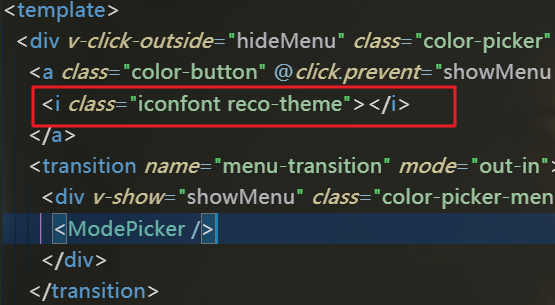 <template>
<div v-click-outside="hideMenu" class="color-picker"
<a class="color-button" @click.prevent="showMenu
<i class="iconfont reco-theme"></i>
</a>
<transition name="menu-transition" mode="out-in">
<div v-show="showMenu" class="color-picker-men
<ModePicker />
</div>
</transition>